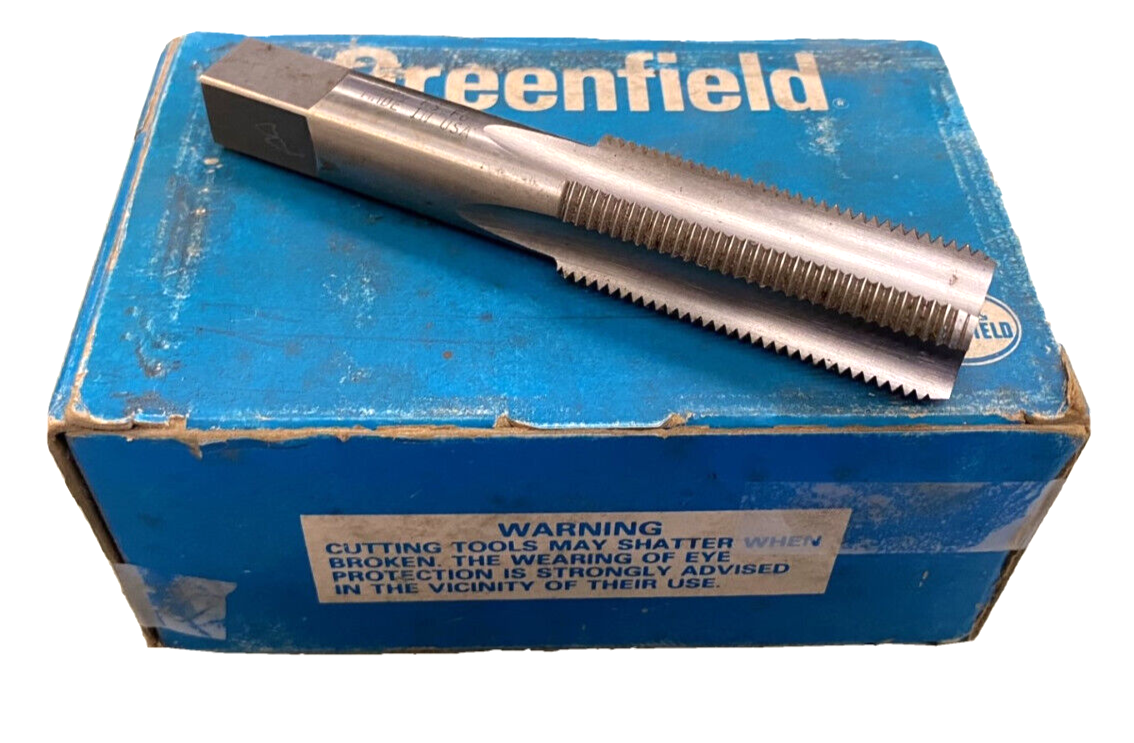 Greenfield®
MADE IN USA
IELD
WARNING
CUTTING TOOLS MAY SHATTER WHEN
BROKEN. THE WEARING OF EYE
PROTECTION IS STRONGLY ADVISED
IN THE VICINITY OF THEIR USE.